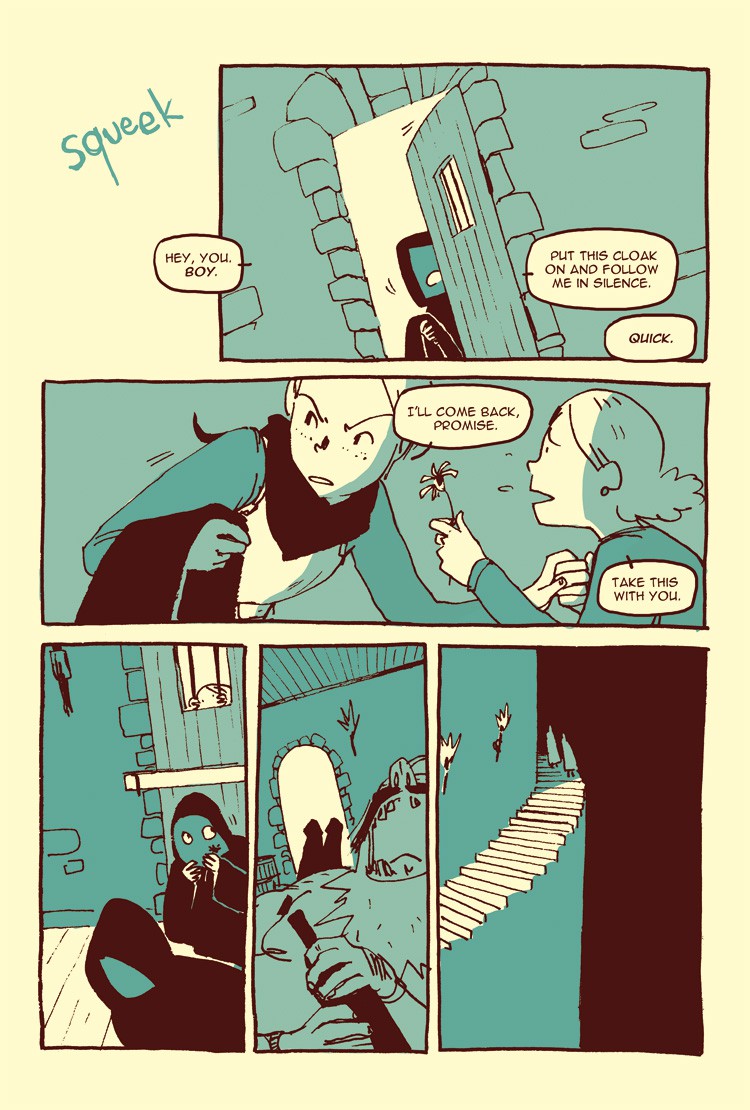 squeek
HEY, YOU.
BOY.
PUT THIS CLOAK
ON AND FOLLOW
ME IN SILENCE.
QUICK.
I'LL COME BACK,
PROMISE.
TAKE THIS
WITH YOU.